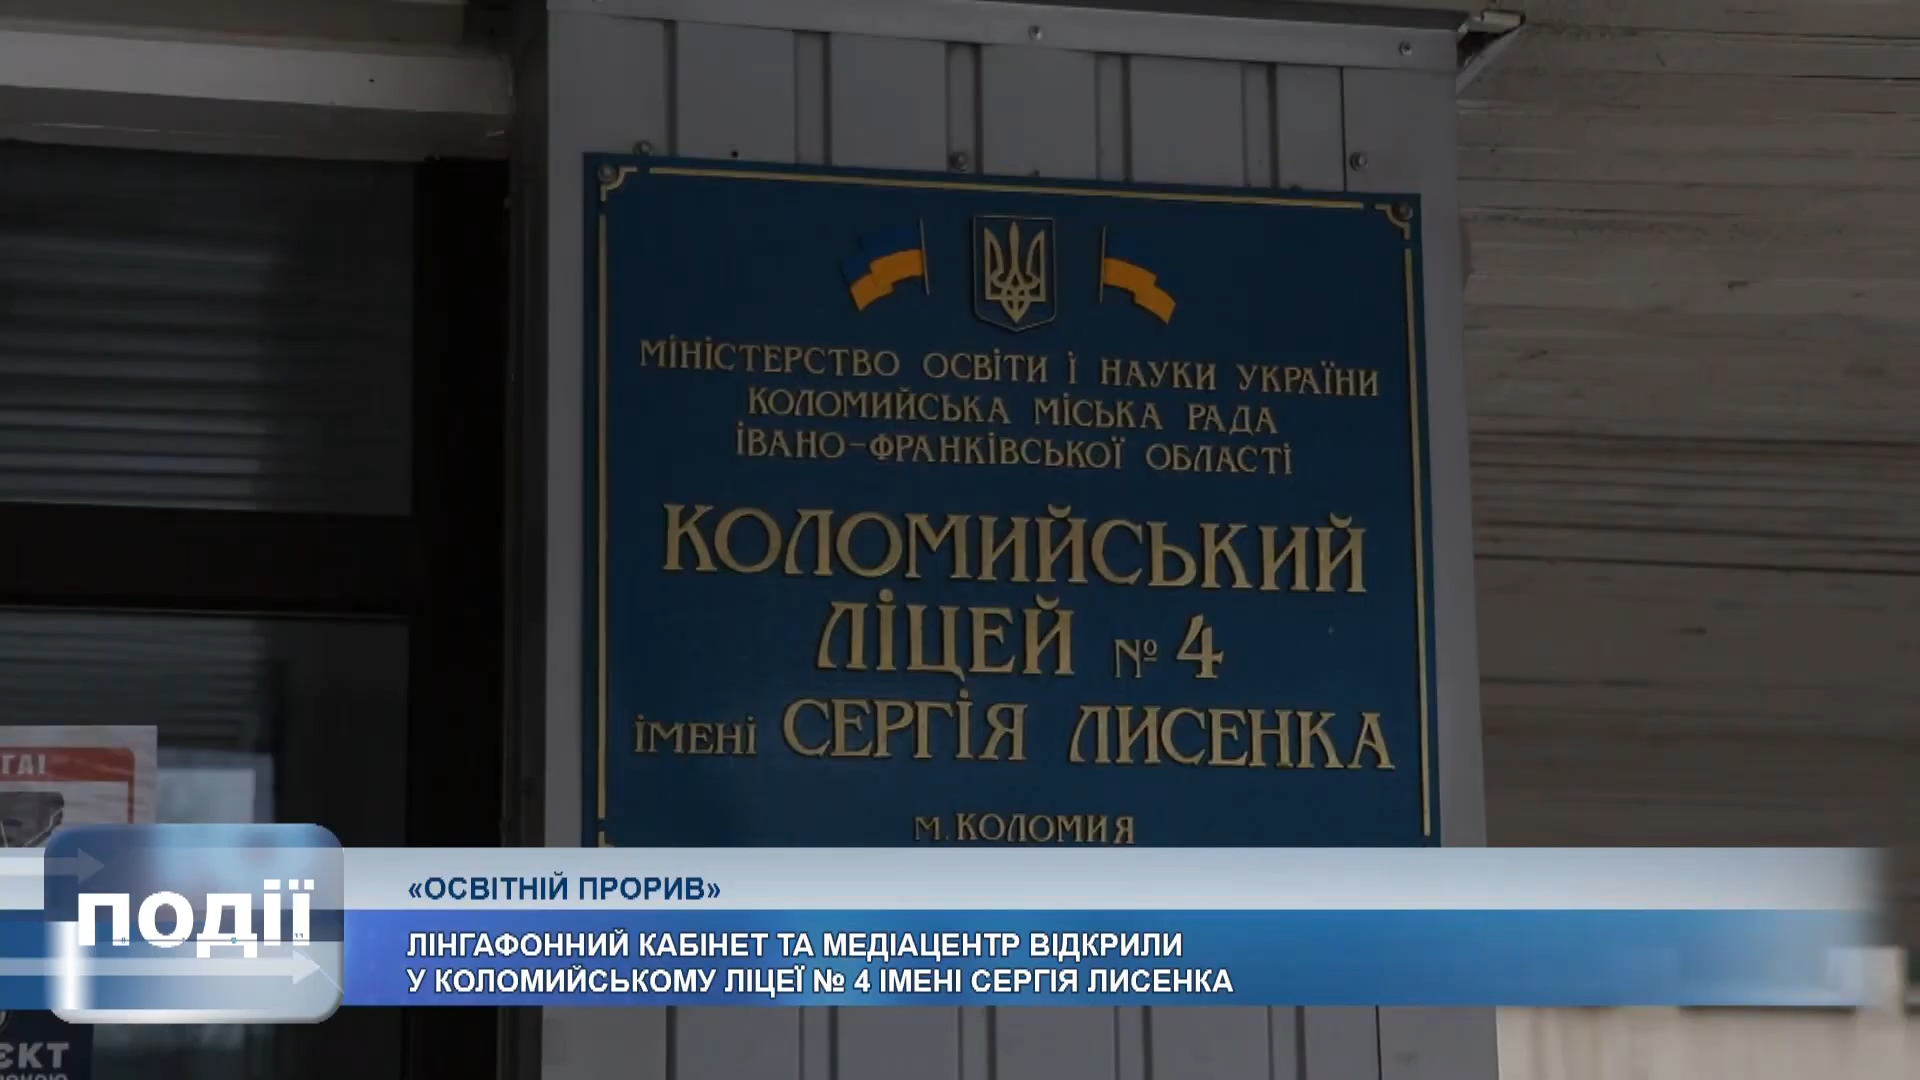 МІНІСТЕРСТВО ОСВІТИ І НАУКИ УКРАЇНИ
КОЛОМИЙСЬКА МІСЬКА РАДА
ІВАНО-ФРАНКІВСЬКОЇ ОБЛАСТІ
КОЛОМИЙСЬКИЙ
ЛІЦЕЙ № 4
ІМЕНІ СЕРГІЯ ЛИСЕНКА
М. КОЛОМИЯ
події
«ОСВІТНІЙ ПРОРИВ»
ЛІНГАФОННИЙ КАБІНЕТ ТА МЕДІАЦЕНТР ВІДКРИЛИ
У КОЛОМИЙСЬКОМУ ЛІЦЕЇ № 4 ІМЕНІ СЕРГІЯ ЛИСЕНКА